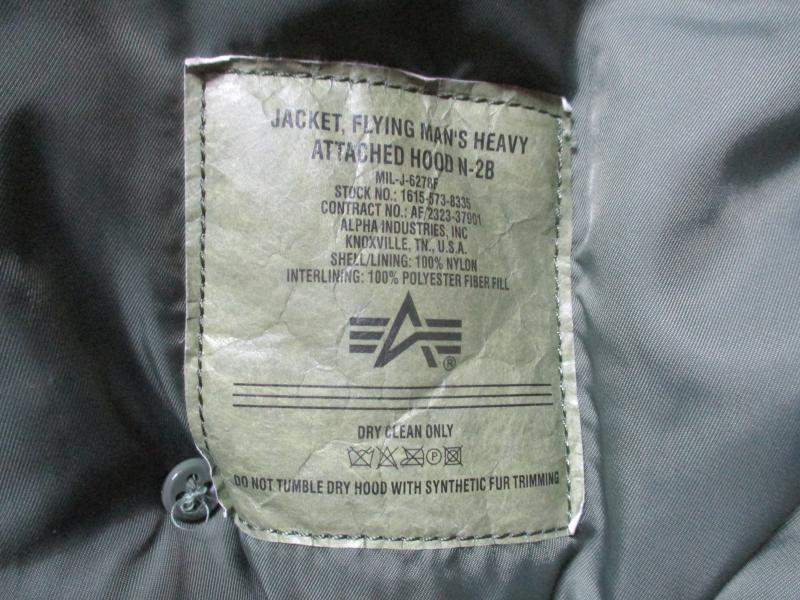 JACKET, FLYING MAN'S HEAVY
ATTACHED HOOD N-2B
MIL-J-6278F
STOCK NO.: 1615-573-8335
CONTRACT NO.: AF/2323-37901
ALPHA INDUSTRIES, INC
KNOXVILLE, TN., U.S.A.
SHELL/LINING: 100% NYLON
INTERLINING: 100% POLYESTER FIBER FILL
®
DRY CLEAN ONLY
P
DO NOT TUMBLE DRY HOOD WITH SYNTHETIC FUR TRIMMING